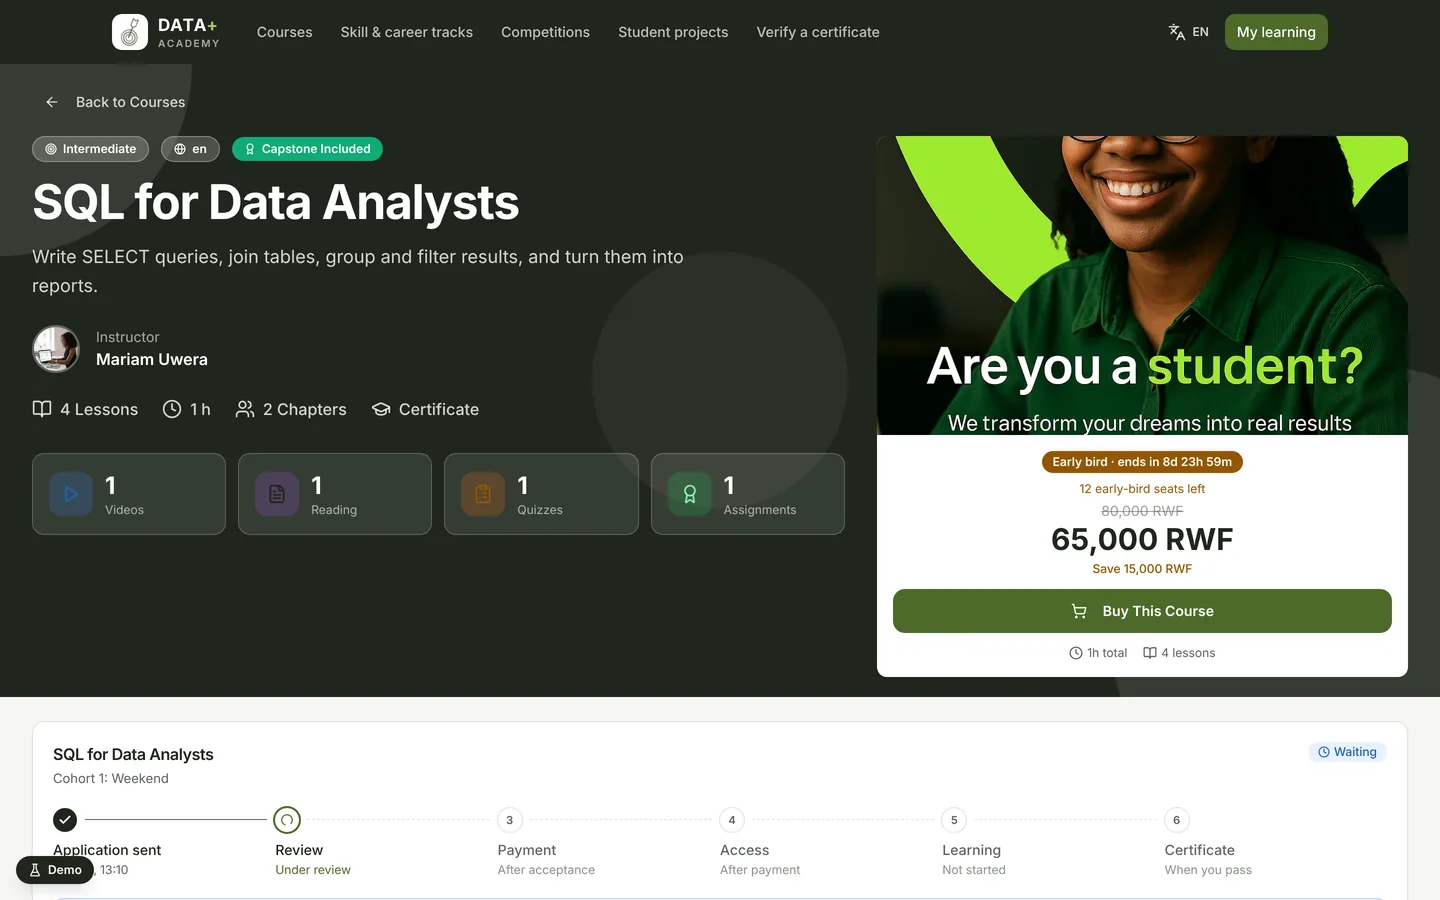 DATA+
ACADEMY
Courses
Skill & career tracks
Competitions
Student projects
Verify a certificate
EN
My learning
Back to Courses
Intermediate
en
Capstone Included
SQL for Data Analysts
Write SELECT queries, join tables, group and filter results, and turn them into
reports.
Instructor
Mariam Uwera
4 Lessons
1 h
2 Chapters
Certificate
1
Videos
1
Reading
1
Quizzes
1
Assignments
Are you a student?
We transform your dreams into real results
Early bird · ends in 8d 23h 59m
12 early-bird seats left
80,000 RWF
65,000 RWF
Save 15,000 RWF
Buy This Course
1h total
4 lessons
SQL for Data Analysts
Cohort 1: Weekend
Waiting
Application sent
, 13:10
Review
Under review
3
Payment
After acceptance
4
Access
After payment
5
Learning
Not started
6
Certificate
When you pass
Demo